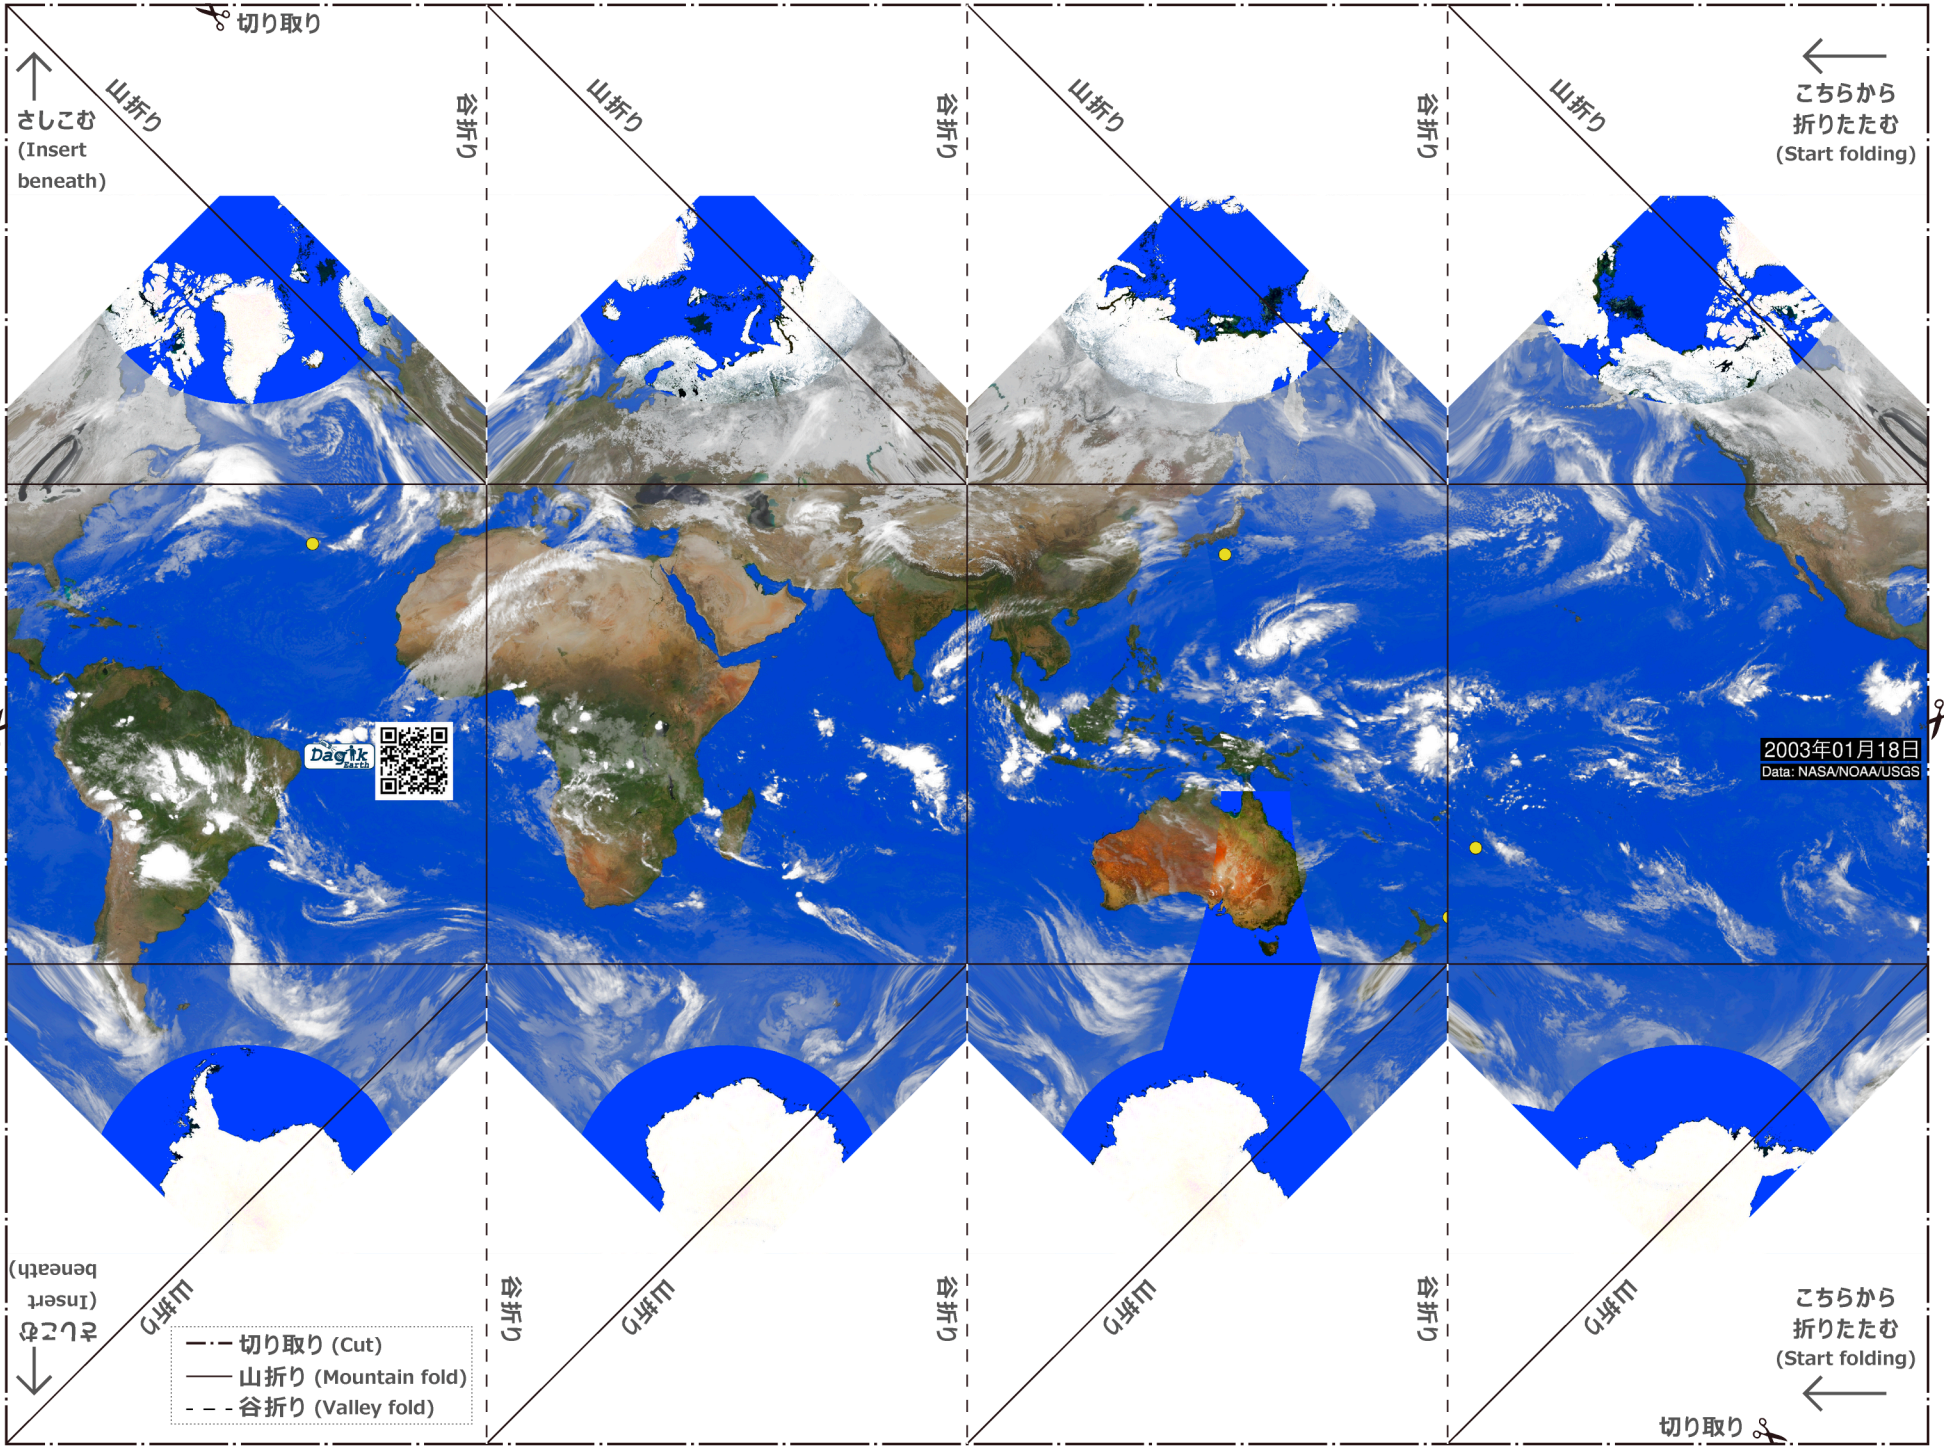 切り取り
山折り
谷折り
山折り
谷折り
山折り
谷折り
山折り
さしこむ
(Insert
beneath)
こちらから
折りたたむ
(Start folding)
Dagik
Earth
2003年01月18日
Data: NASA/NOAA/USGS
さしこむ
(Insert
beneath)
山折り
谷折り
山折り
谷折り
山折り
谷折り
山折り
切り取り (Cut)
山折り (Mountain fold)
谷折り (Valley fold)
こちらから
折りたたむ
(Start folding)
切り取り